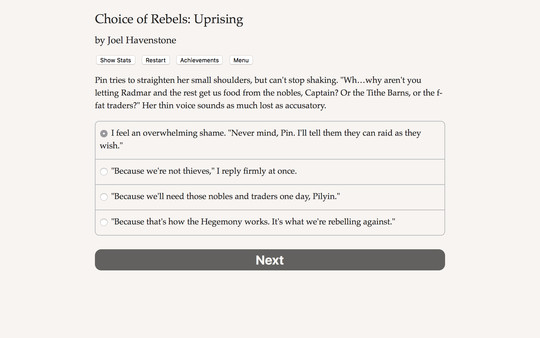 Choice of Rebels: Uprising
by Joel Havenstone
Show Stats Restart Achievements Menu
Pin tries to straighten her small shoulders, but can't stop shaking. "Wh…why aren't you
letting Radmar and the rest get us food from the nobles, Captain? Or the Tithe Barns, or the f-
fat traders?" Her thin voice sounds as much lost as accusatory.
I feel an overwhelming shame. "Never mind, Pin. I'll tell them they can raid as they
wish."
"Because we're not thieves," I reply firmly at once.
"Because we'll need those nobles and traders one day, Pilyin."
"Because that's how the Hegemony works. It's what we're rebelling against."
Next